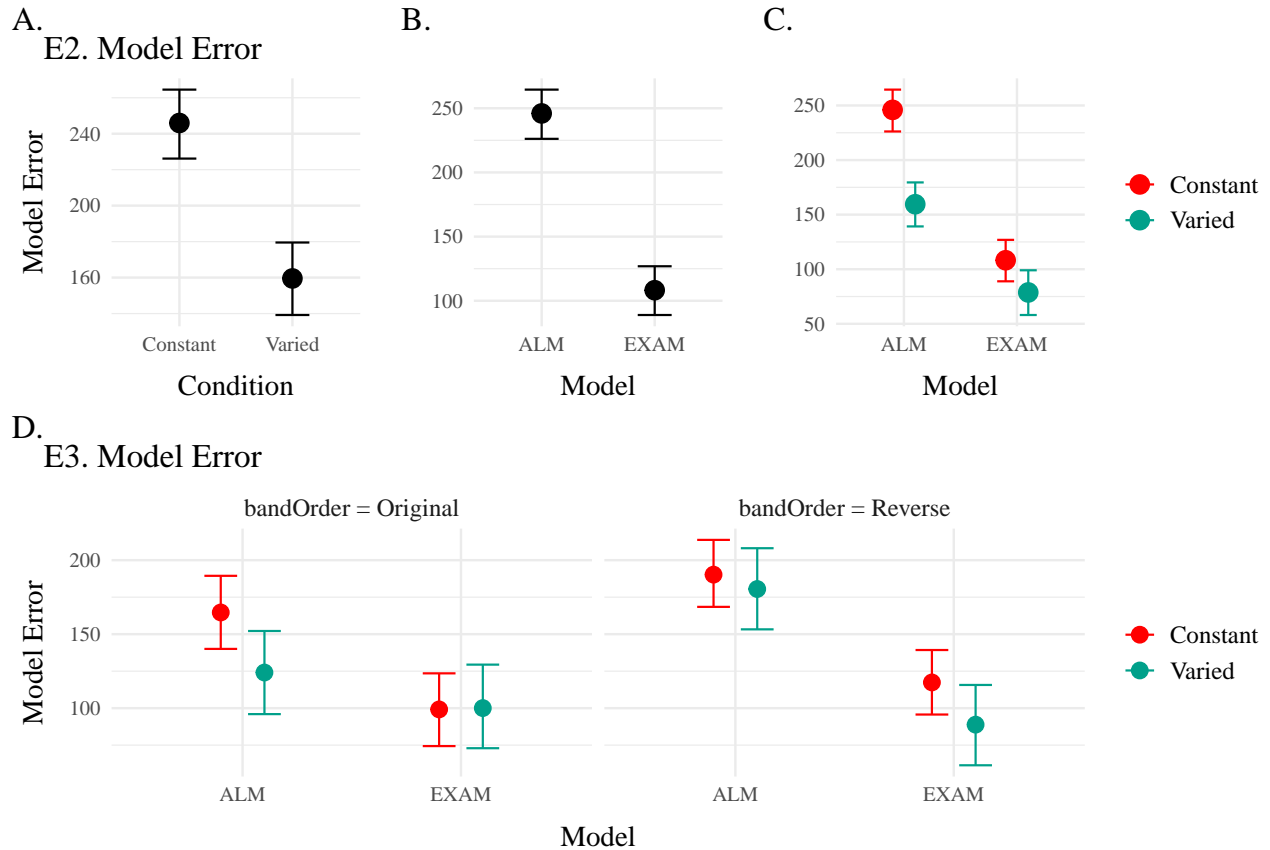 A.
E2. Model Error
B.
C.
Model Error
240
200
160
Constant
Varied
Condition
250
200
150
100
ALM
EXAM
Model
250
200
150
100
50
ALM
EXAM
Model
Constant
Varied
D.
E3. Model Error
bandOrder = Original
bandOrder = Reverse
Model Error
200
150
100
ALM
EXAM
ALM
EXAM
Model
Constant
Varied